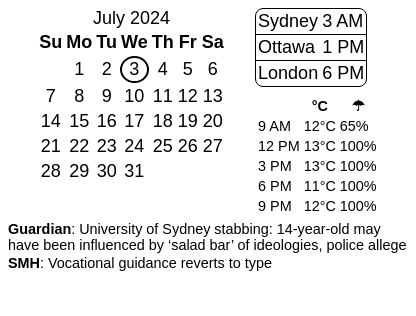 July 2024
Su Mo Tu We Th Fr Sa
1 2 3 4 5 6
7 8 9 10 11 12 13
14 15 16 17 18 19 20
21 22 23 24 25 26 27
28 29 30 31
Sydney 3 AM
Ottawa 1 PM
London 6 PM
°C ☂
9 AM 12°C 65%
12 PM 13°C 100%
3 PM 13°C 100%
6 PM 11°C 100%
9 PM 12°C 100%
Guardian: University of Sydney stabbing: 14-year-old may
have been influenced by ‘salad bar’ of ideologies, police allege
SMH: Vocational guidance reverts to type